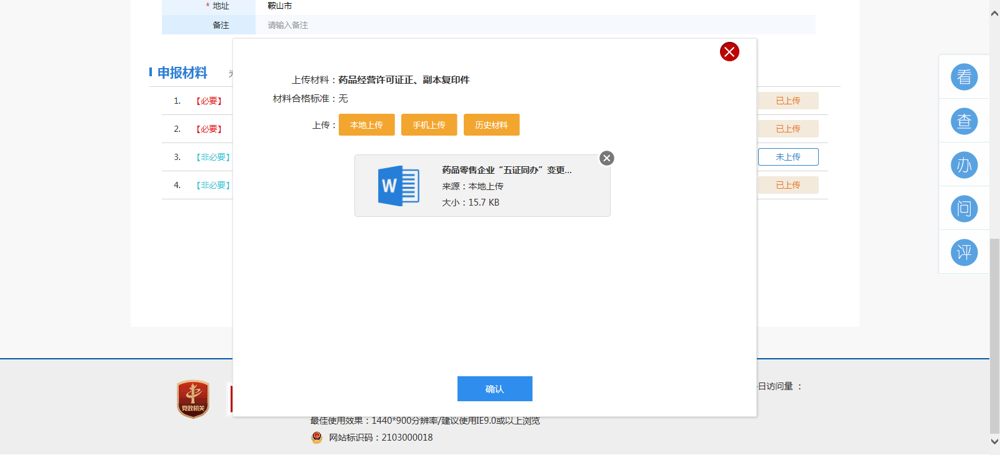 * 地址 鞍山市
备注 请输入备注
申报材料
上传材料：药品经营许可证正、副本复印件
材料合格标准：无
上传： 本地上传 手机上传 历史材料
药品零售企业“五证同办”变更...
来源：本地上传
大小：15.7 KB
确认
1. 【必要】 已上传
2. 【必要】 已上传
3. 【非必要】 未上传
4. 【非必要】 已上传
看
查
办
问
评
党政机关
日访问量 ：
最佳使用效果：1440*900分辨率/建议使用IE9.0或以上浏览
网站标识码：2103000018